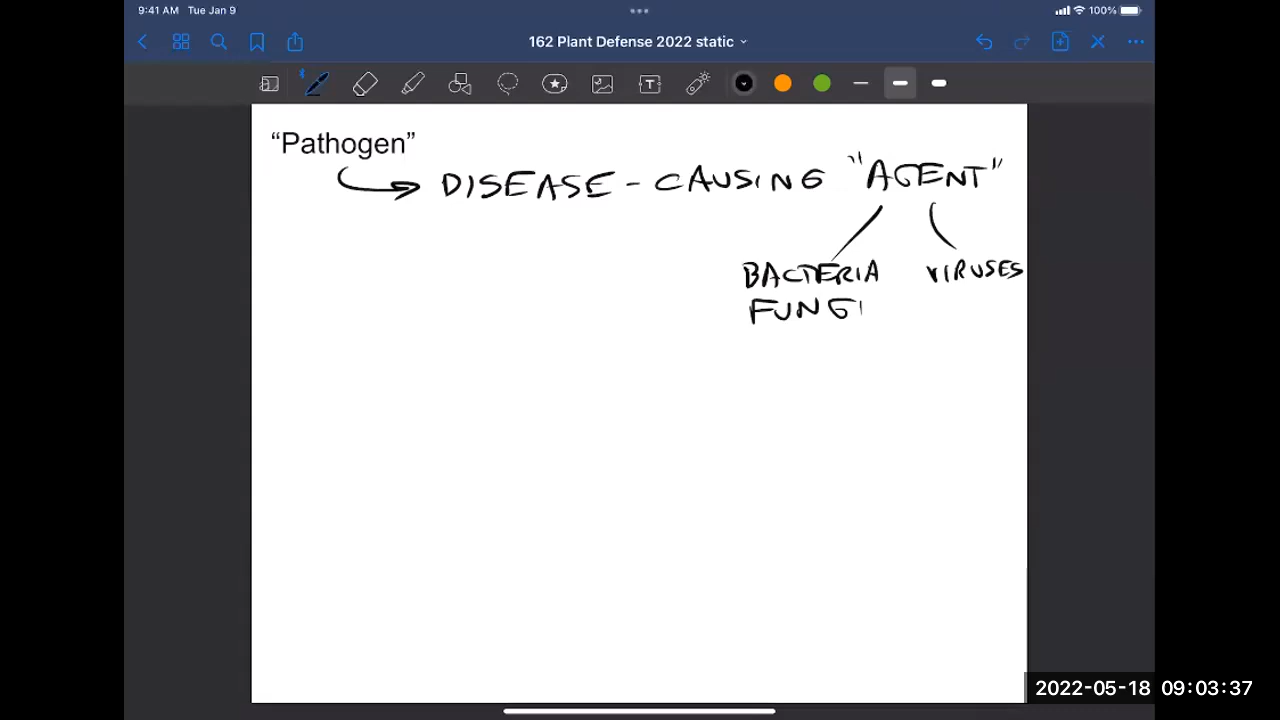 9:41 AM Tue Jan 9
100%
162 Plant Defense 2022 static
T
“Pathogen”
DISEASE - CAUSING "AGENT"
BACTERIA VIRUSES
FUNGI
2022-05-18 09:03:37